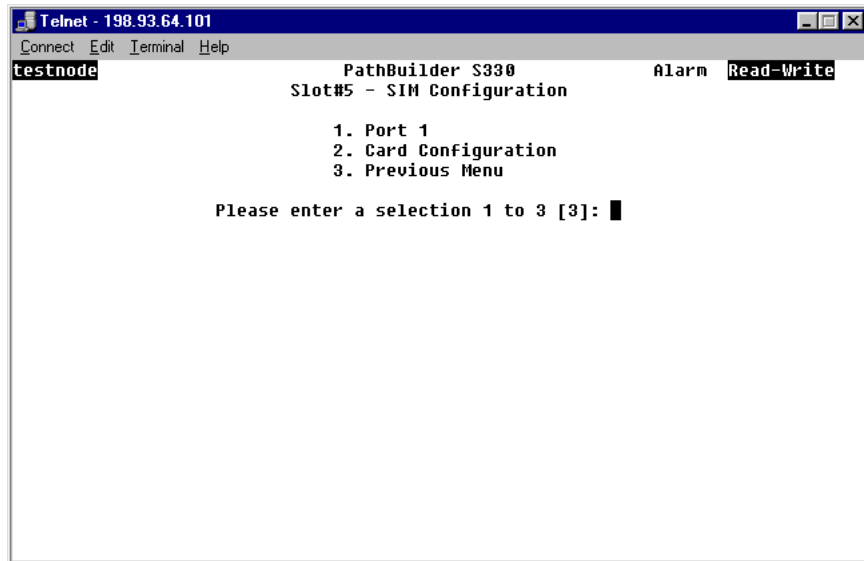 Telnet - 198.93.64.101
Connect Edit Terminal Help
testnode PathBuilder S330 Alarm Read-Write
Slot#5 - SIM Configuration
1. Port 1
2. Card Configuration
3. Previous Menu
Please enter a selection 1 to 3 [3]: